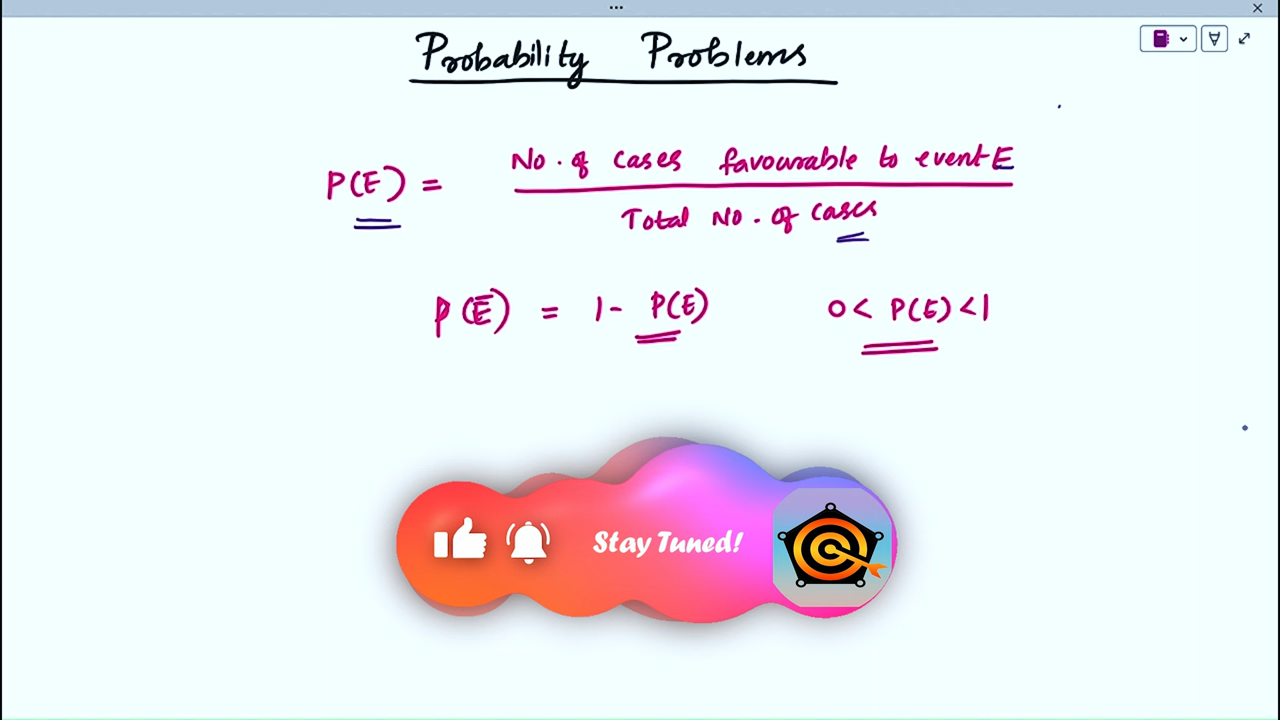 Probability Problems
P(E) = No. of cases favourable to event E
Total No. of cases
P(E̅) = 1 - P(E) 0 < P(E) < 1
Stay Tuned!